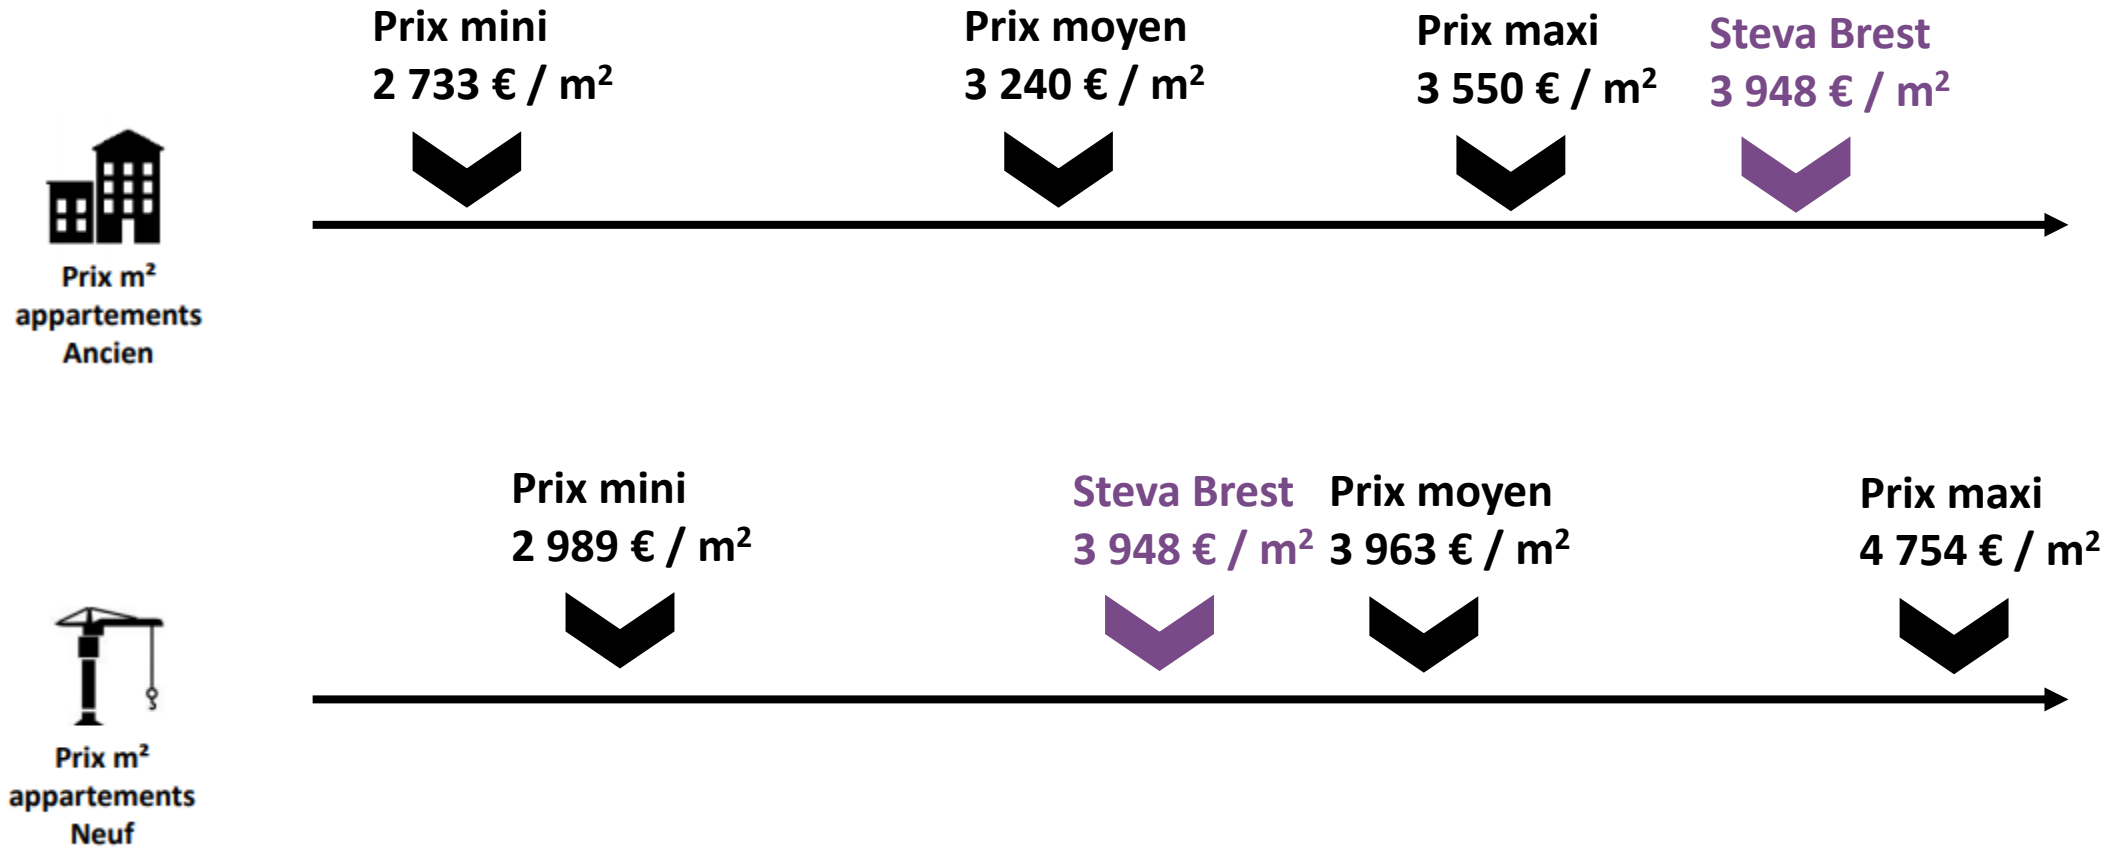 Prix mini
2 733 € / m²
Prix moyen
3 240 € / m²
Prix maxi
3 550 € / m²
Steva Brest
3 948 € / m²
Prix m²
appartements
Ancien
Prix mini
2 989 € / m²
Steva Brest
3 948 € / m²
Prix moyen
3 963 € / m²
Prix maxi
4 754 € / m²
Prix m²
appartements
Neuf